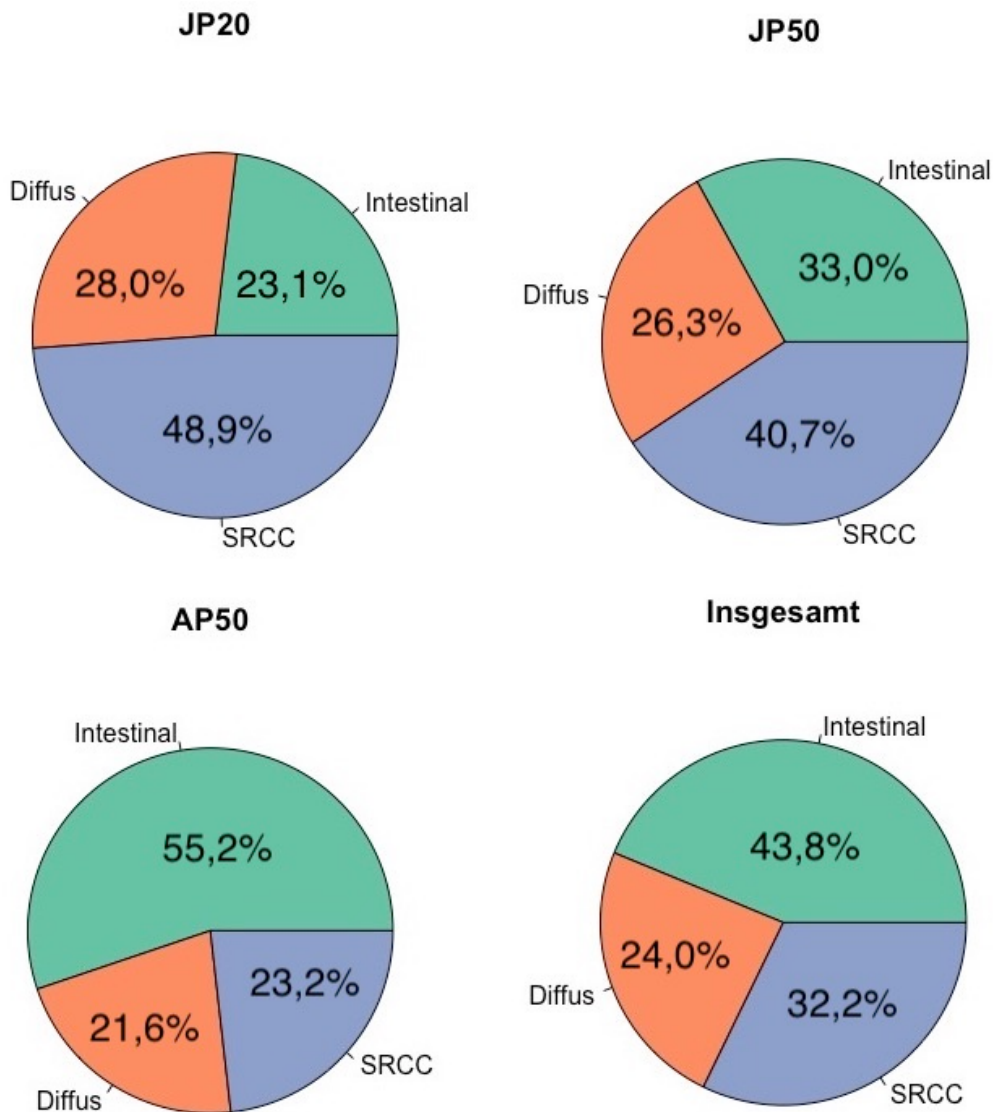 JP20
Diffus
Intestinal
28,0%
23,1%
48,9%
SRCC
JP50
Intestinal
Diffus
33,0%
26,3%
40,7%
SRCC
AP50
Intestinal
55,2%
23,2%
21,6%
SRCC
Diffus
Insgesamt
Intestinal
43,8%
24,0%
Diffus
32,2%
SRCC